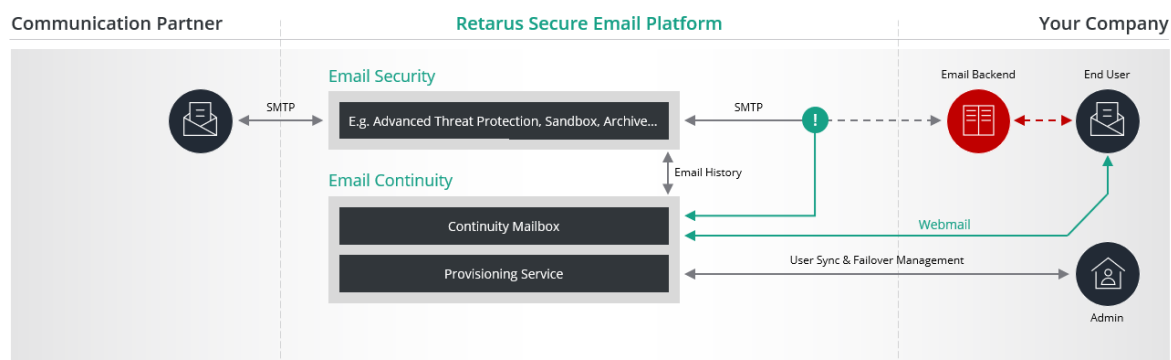 Communication Partner
Retarus Secure Email Platform
Your Company
Email Security
Email Backend
End User
SMTP
E.g. Advanced Threat Protection, Sandbox, Archive...
SMTP
!
Email History
Email Continuity
Continuity Mailbox
Webmail
Provisioning Service
User Sync & Failover Management
Admin